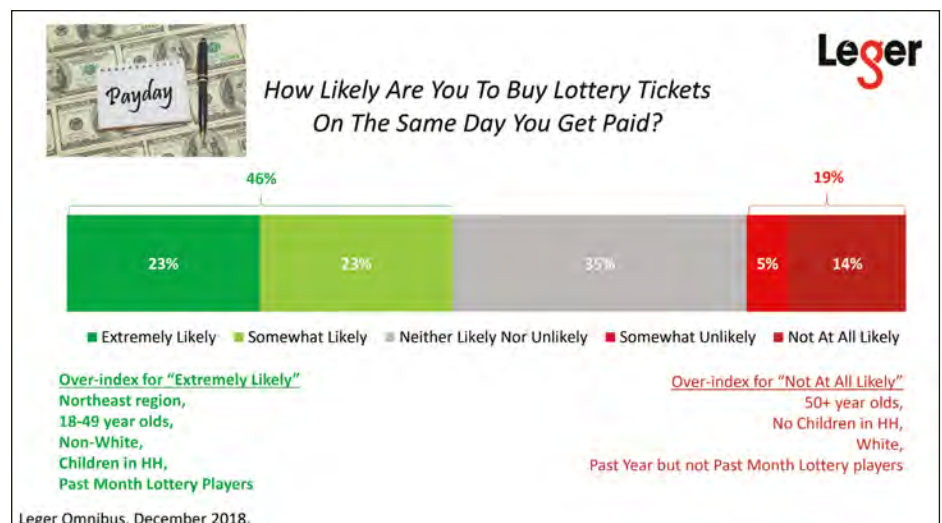 Payday
Leger
How Likely Are You To Buy Lottery Tickets
On The Same Day You Get Paid?
46%
19%
23%
23%
35%
5%
14%
Extremely Likely
Somewhat Likely
Neither Likely Nor Unlikely
Somewhat Unlikely
Not At All Likely
Over-index for “Extremely Likely”
Northeast region,
18-49 year olds,
Non-White,
Children in HH,
Past Month Lottery Players
Over-index for “Not At All Likely”
50+ year olds,
No Children in HH,
White,
Past Year but not Past Month Lottery players
Leger Omnibus, December 2018.